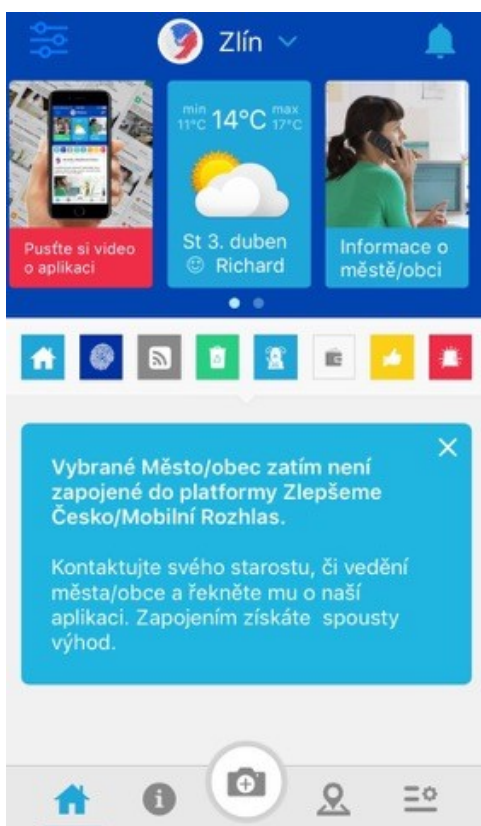 Zlín
Pusťte si video
o aplikaci
min 14°C max
11°C 17°C
St 3. duben
Richard
Informace o
městě/obci
Vybrané Město/obec zatím není
zapojené do platformy Zlepšeme
Česko/Mobilní Rozhlas.
Kontaktujte svého starostu, či vedění
města/obce a řekněte mu o naší
aplikaci. Zapojením získáte spousty
výhod.